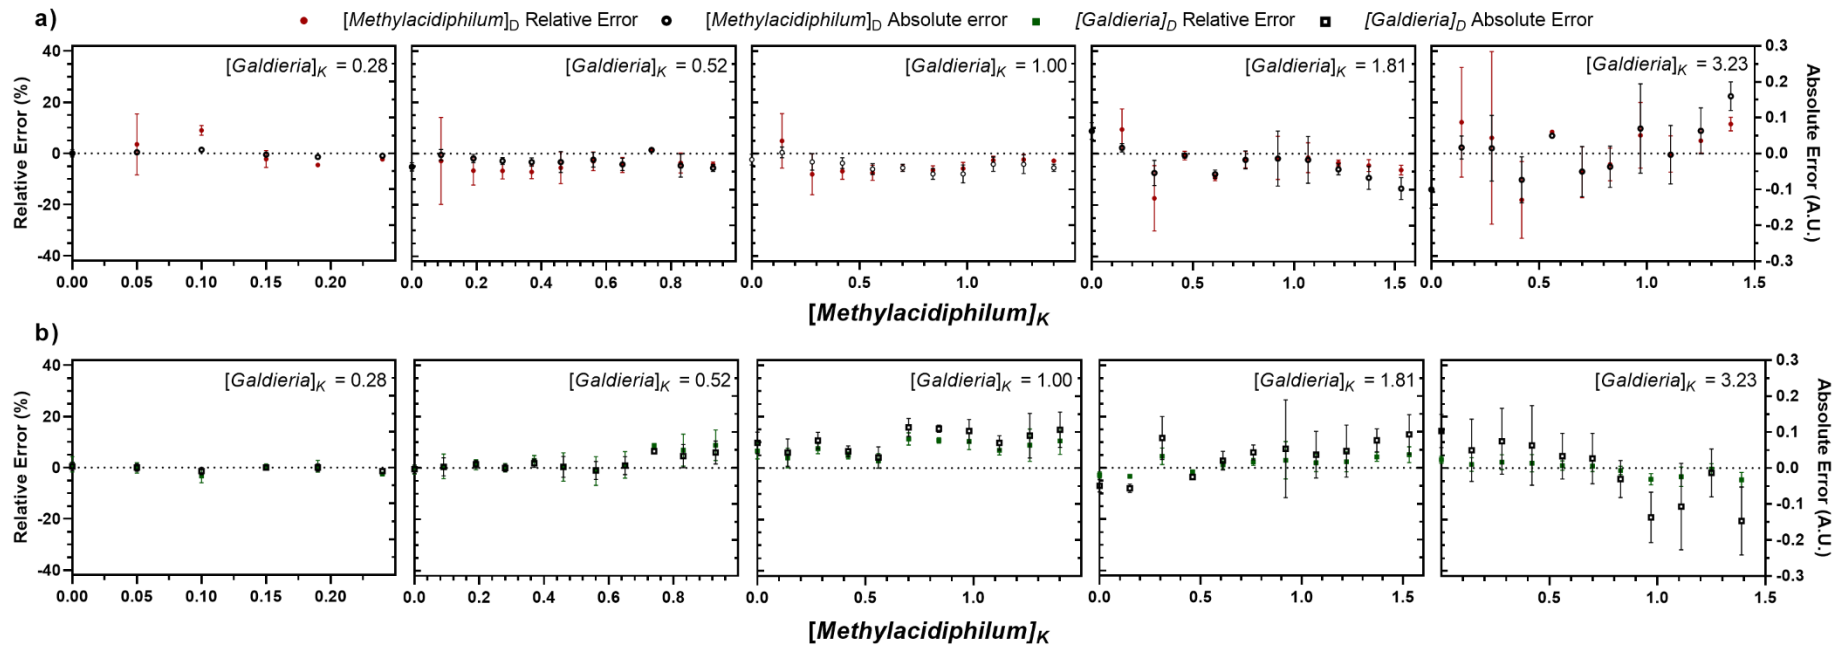 a)
[Methylacidiphilum]D Relative Error
[Methylacidiphilum]D Absolute error
[Galdieria]D Relative Error
[Galdieria]D Absolute Error
Relative Error (%)
40
20
0
-20
-40
[Galdieria]K = 0.28
[Galdieria]K = 0.52
[Galdieria]K = 1.00
[Galdieria]K = 1.81
[Galdieria]K = 3.23
0.3
0.2
0.1
0.0
-0.1
-0.2
-0.3
Absolute Error (A.U.)
0.00 0.05 0.10 0.15 0.20
0.0 0.2 0.4 0.6 0.8
0.0 0.5 1.0
0.0 0.5 1.0 1.5
0.0 0.5 1.0 1.5
[Methylacidiphilum]K
b)
Relative Error (%)
40
20
0
-20
-40
[Galdieria]K = 0.28
[Galdieria]K = 0.52
[Galdieria]K = 1.00
[Galdieria]K = 1.81
[Galdieria]K = 3.23
0.3
0.2
0.1
0.0
-0.1
-0.2
-0.3
Absolute Error (A.U.)
0.00 0.05 0.10 0.15 0.20
0.0 0.2 0.4 0.6 0.8
0.0 0.5 1.0
0.0 0.5 1.0 1.5
0.5 1.0 1.5
[Methylacidiphilum]K